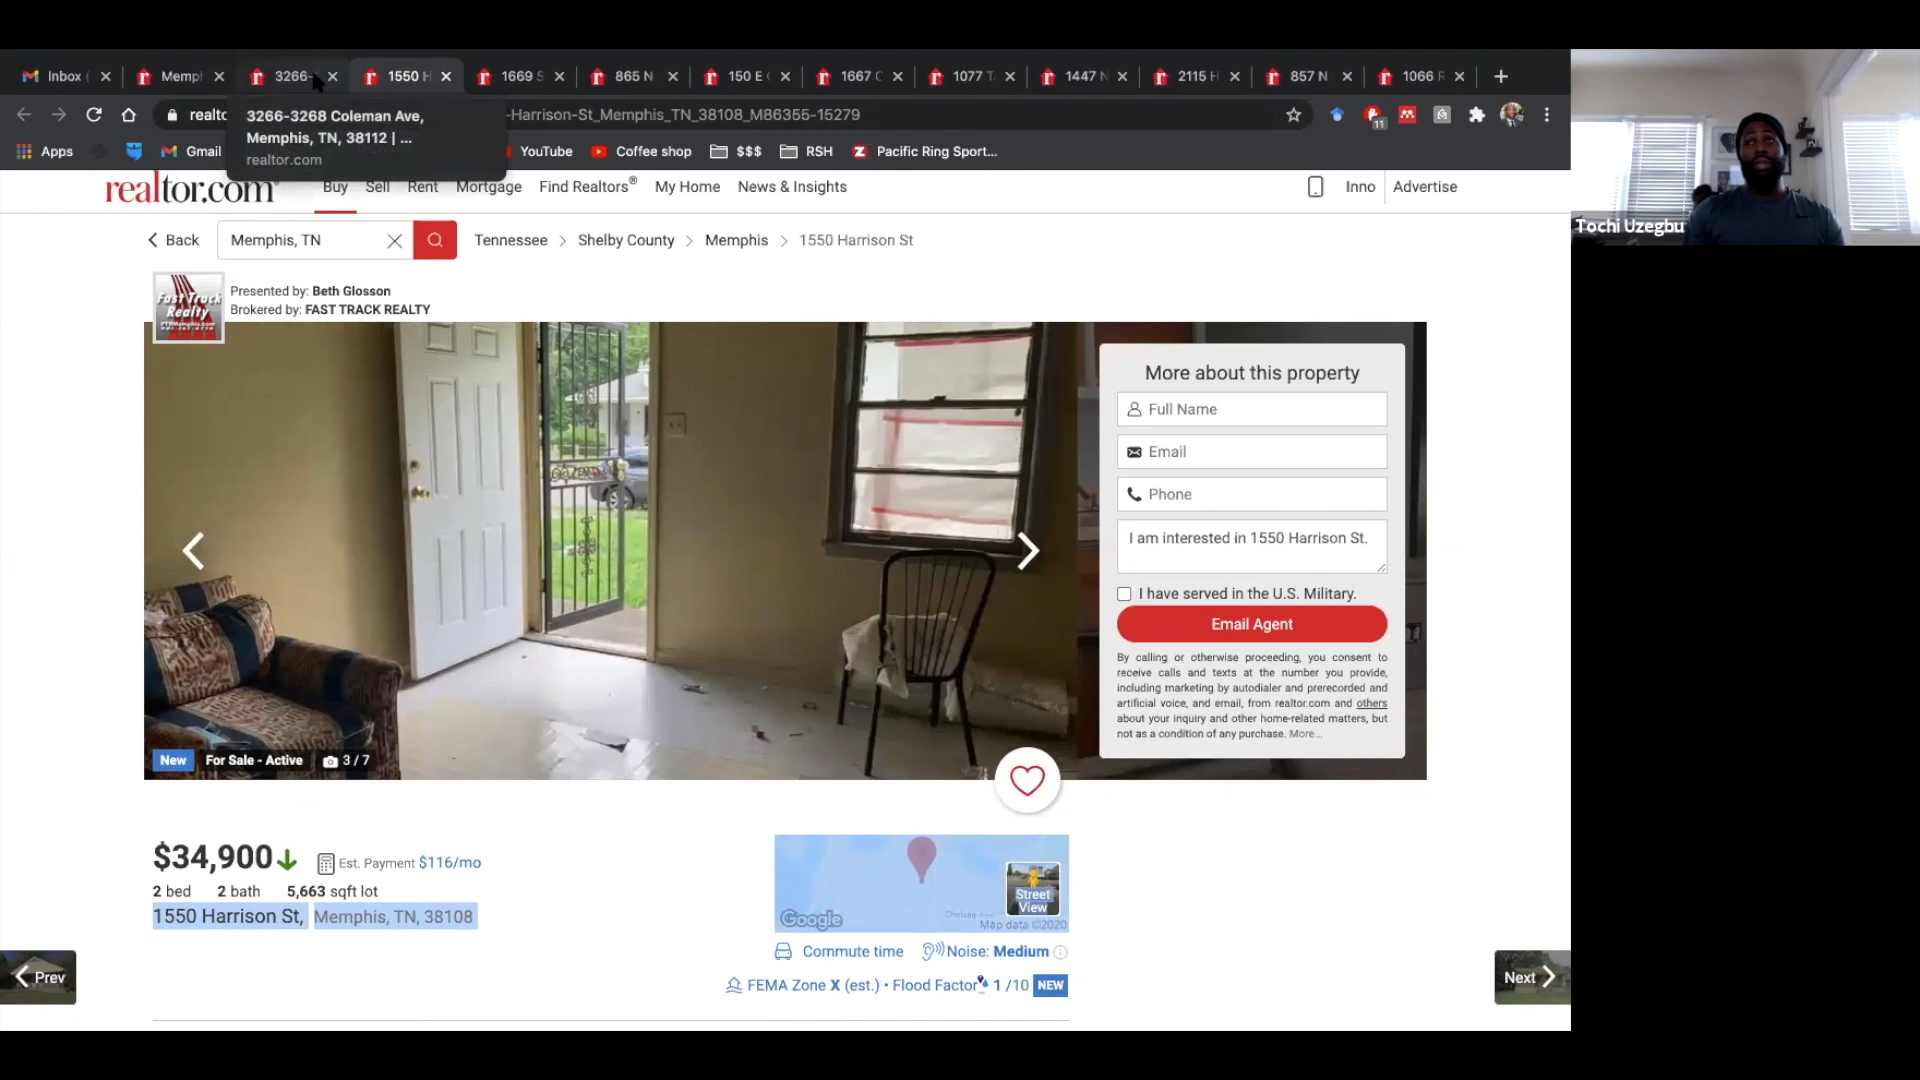 Inbox (
Memph
3266-
1550 H
1669 S
865 N
150 E
1667 C
1077 T
1447 N
2115 H
857 N
1066 R
realto
-Harrison-St_Memphis_TN_38108_M86355-15279
11
3266-3268 Coleman Ave,
Memphis, TN, 38112 | ...
realtor.com
Apps
Gmail
YouTube
Coffee shop
$$$
RSH
Pacific Ring Sport...
realtor.com
Buy
Sell
Rent
Mortgage
Find Realtors®
My Home
News & Insights
Inno
Advertise
Tochi Uzegbu
Back
Memphis, TN
Tennessee > Shelby County > Memphis > 1550 Harrison St
Fast Track
Realty
Presented by: Beth Glosson
Brokered by: FAST TRACK REALTY
More about this property
Full Name
Email
Phone
I am interested in 1550 Harrison St.
I have served in the U.S. Military.
Email Agent
By calling or otherwise proceeding, you consent to
receive calls and texts at the number you provide,
including marketing by autodialer and prerecorded and
artificial voice, and email, from realtor.com and others
about your inquiry and other home-related matters, but
not as a condition of any purchase. More...
New
For Sale - Active
3 / 7
$34,900
Est. Payment $116/mo
2 bed 2 bath 5,663 sqft lot
1550 Harrison St, Memphis, TN, 38108
Street
View
Google
Chelsea Ave
Map data ©2020
Commute time
Noise: Medium
FEMA Zone X (est.) • Flood Factor 1 /10 NEW
Prev
Next